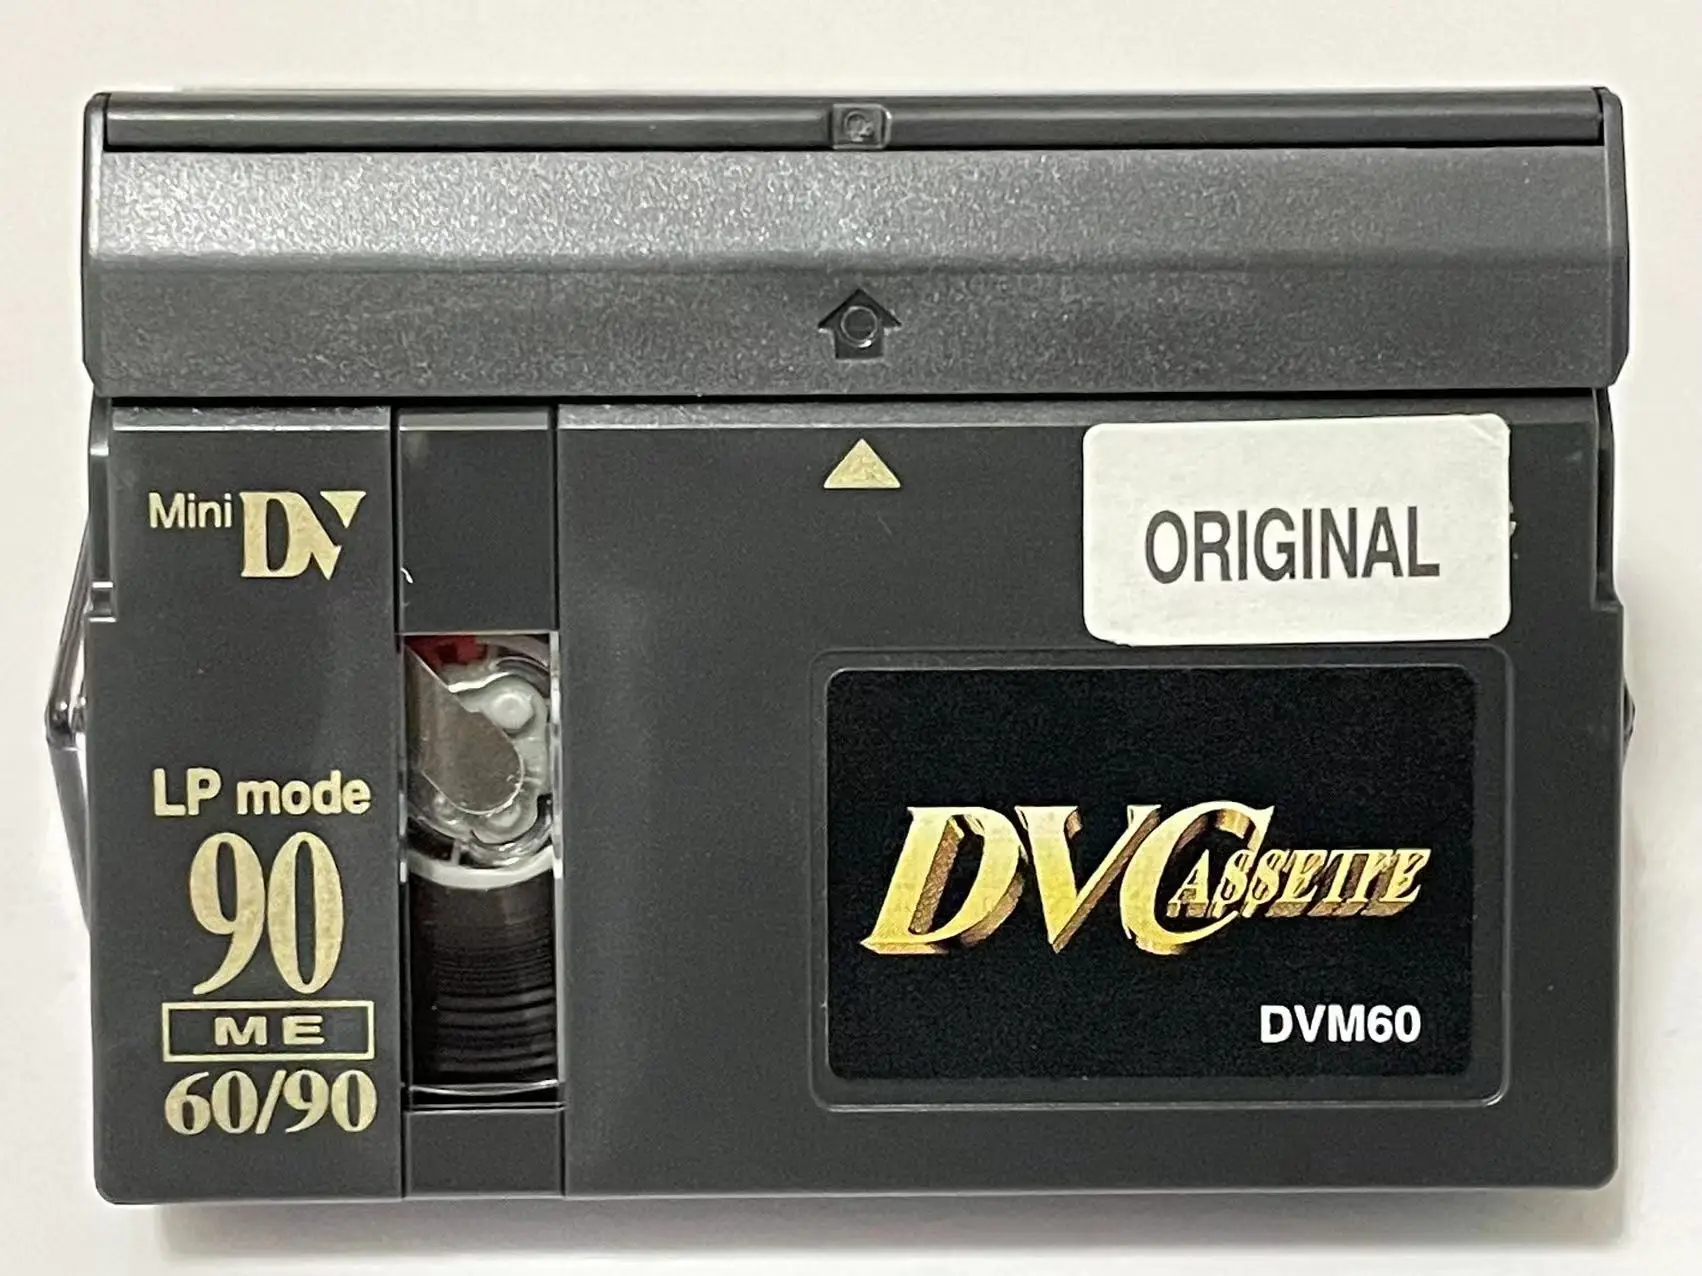 Mini DV
ORIGINAL
LP mode
90
ME
60/90
DVCASSETTE
DVM60